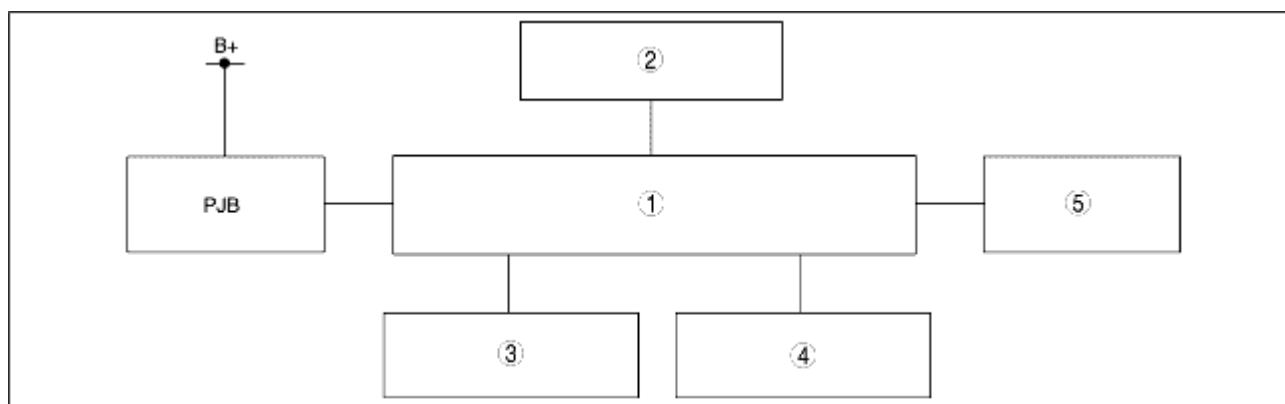 B+
②
PJB
①
⑤
③
④